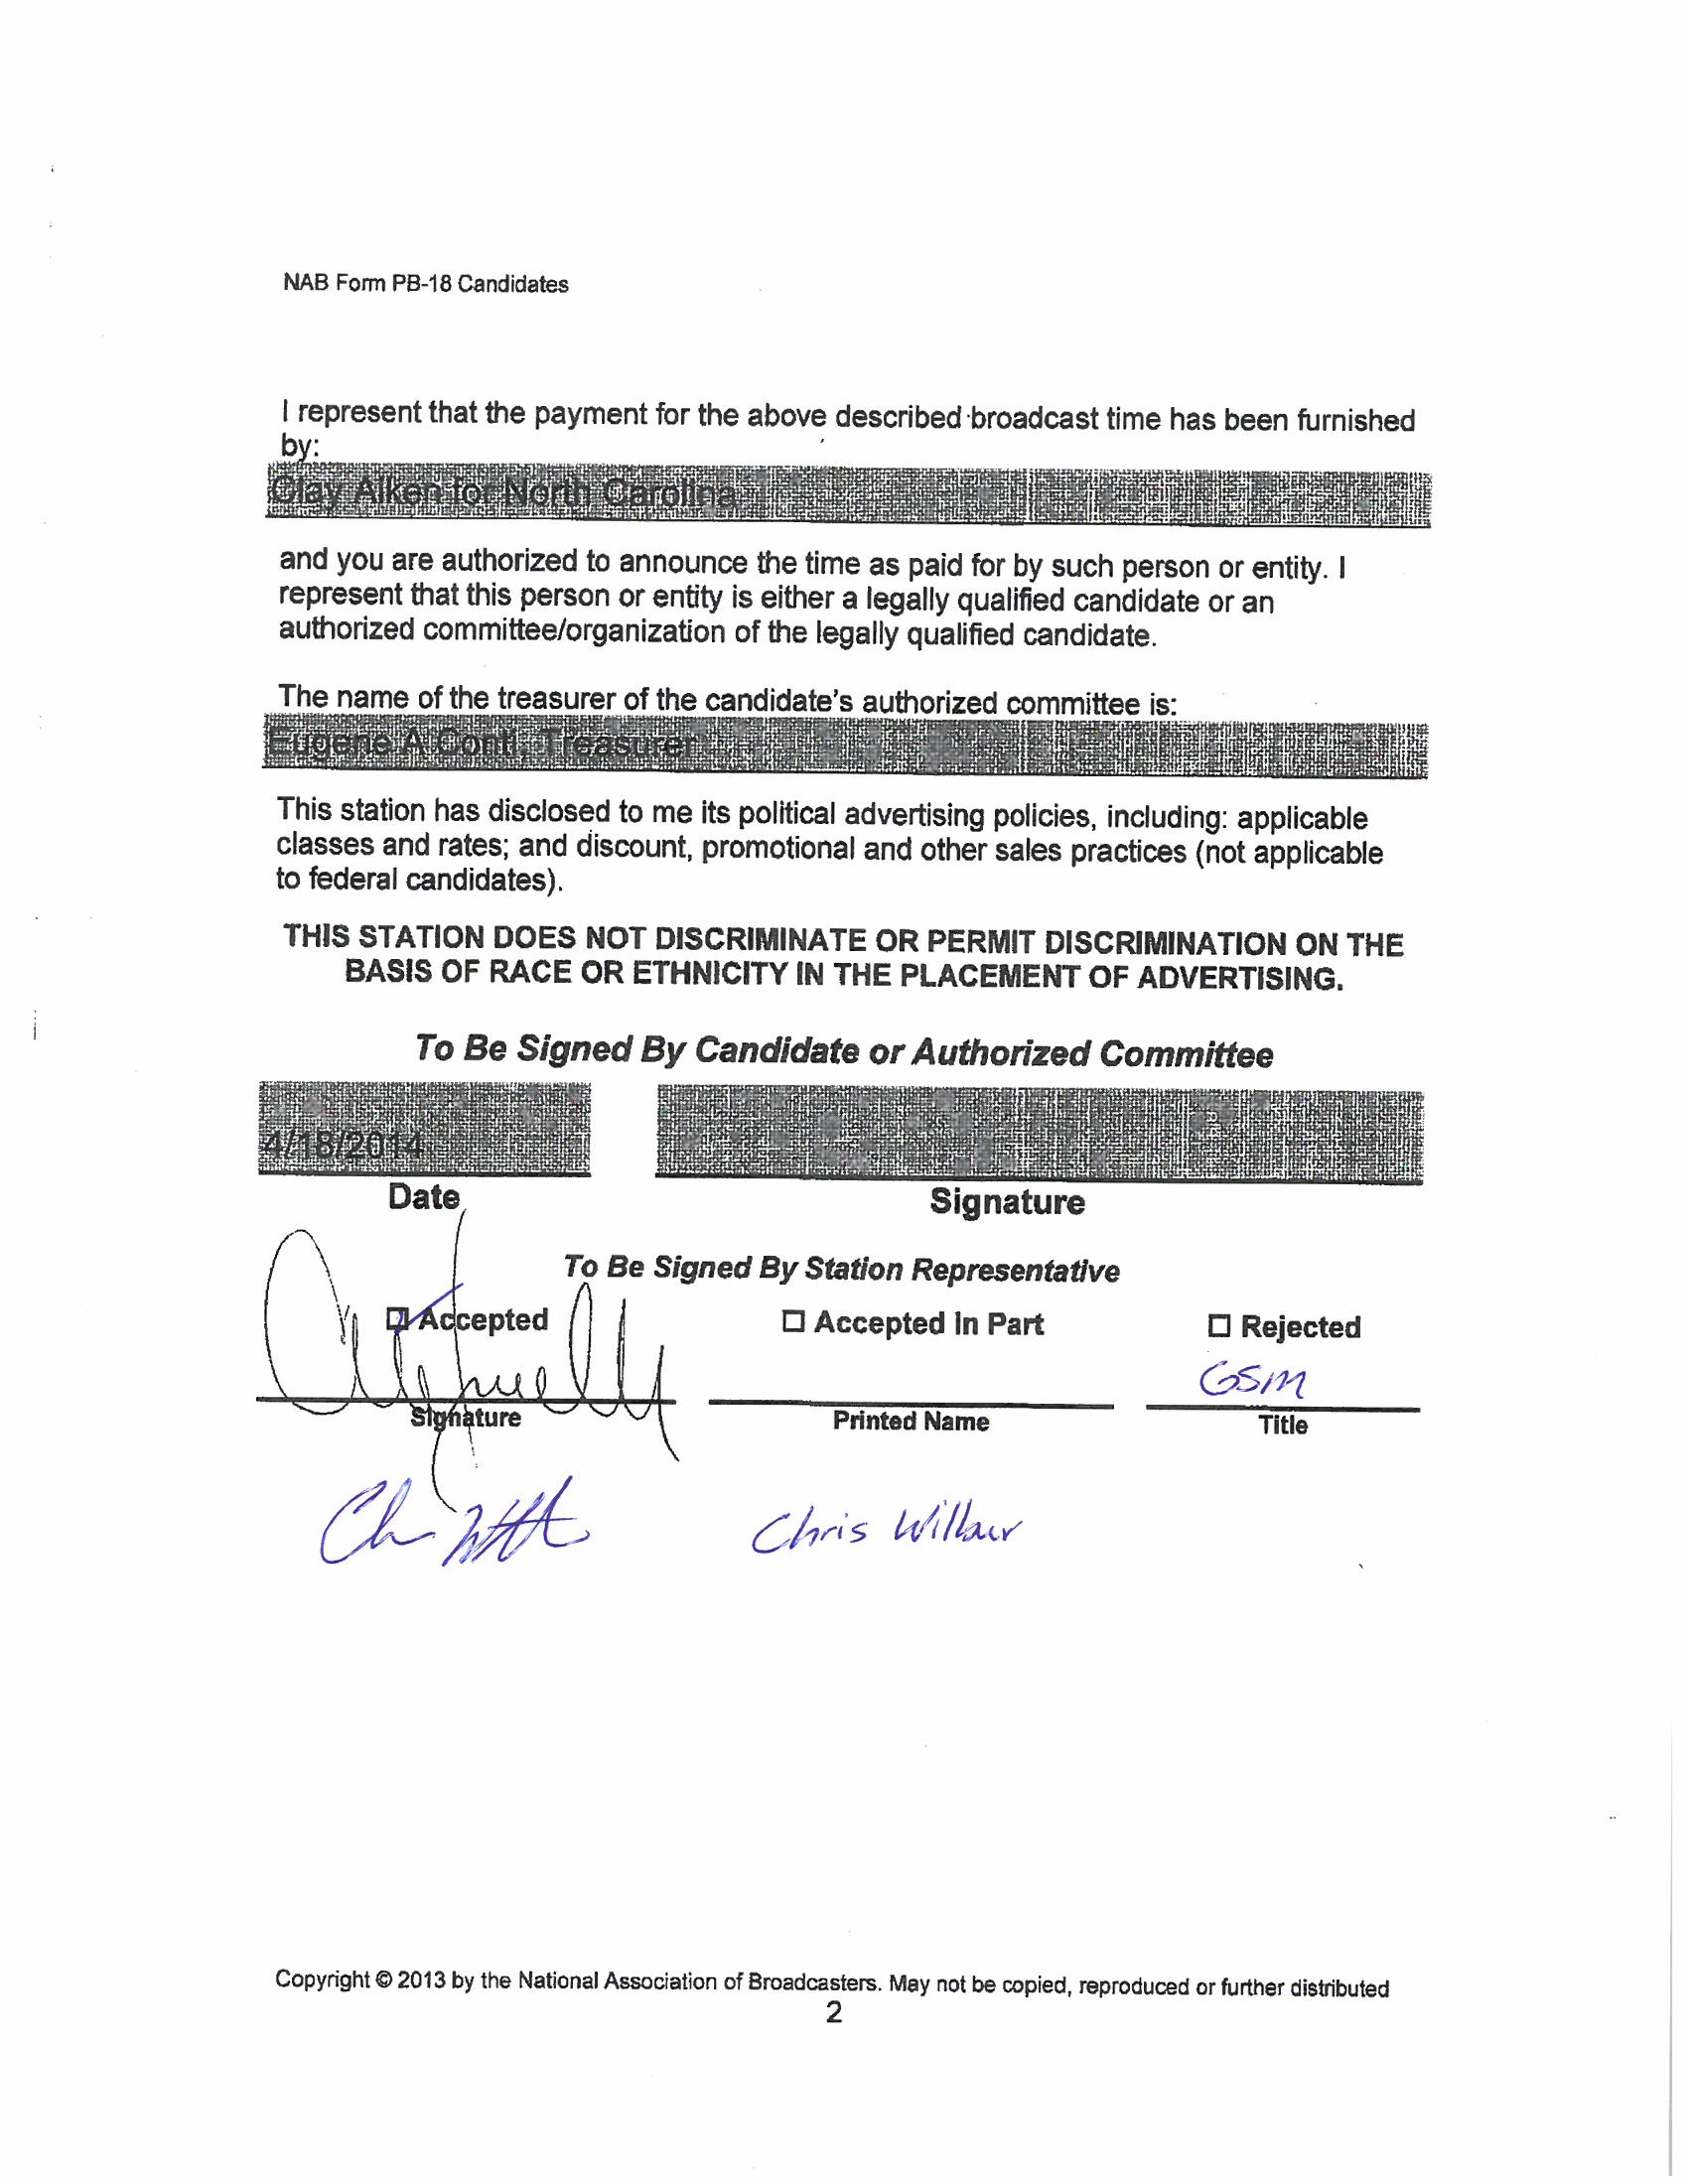 NAB Form PB-18 Candidates
I represent that the payment for the above described broadcast time has been furnished
by:
Clay Aiken for North Carolina
and you are authorized to announce the time as paid for by such person or entity. I
represent that this person or entity is either a legally qualified candidate or an
authorized committee/organization of the legally qualified candidate.
The name of the treasurer of the candidate's authorized committee is:
Eugene A Conti, Treasurer
This station has disclosed to me its political advertising policies, including: applicable
classes and rates; and discount, promotional and other sales practices (not applicable
to federal candidates).
THIS STATION DOES NOT DISCRIMINATE OR PERMIT DISCRIMINATION ON THE
BASIS OF RACE OR ETHNICITY IN THE PLACEMENT OF ADVERTISING.
To Be Signed By Candidate or Authorized Committee
4/18/2014
Date Signature
To Be Signed By Station Representative
Accepted Accepted in Part Rejected
GSM
Signature Printed Name Title
Chris
Copyright © 2013 by the National Association of Broadcasters. May not be copied, reproduced or further distributed
2